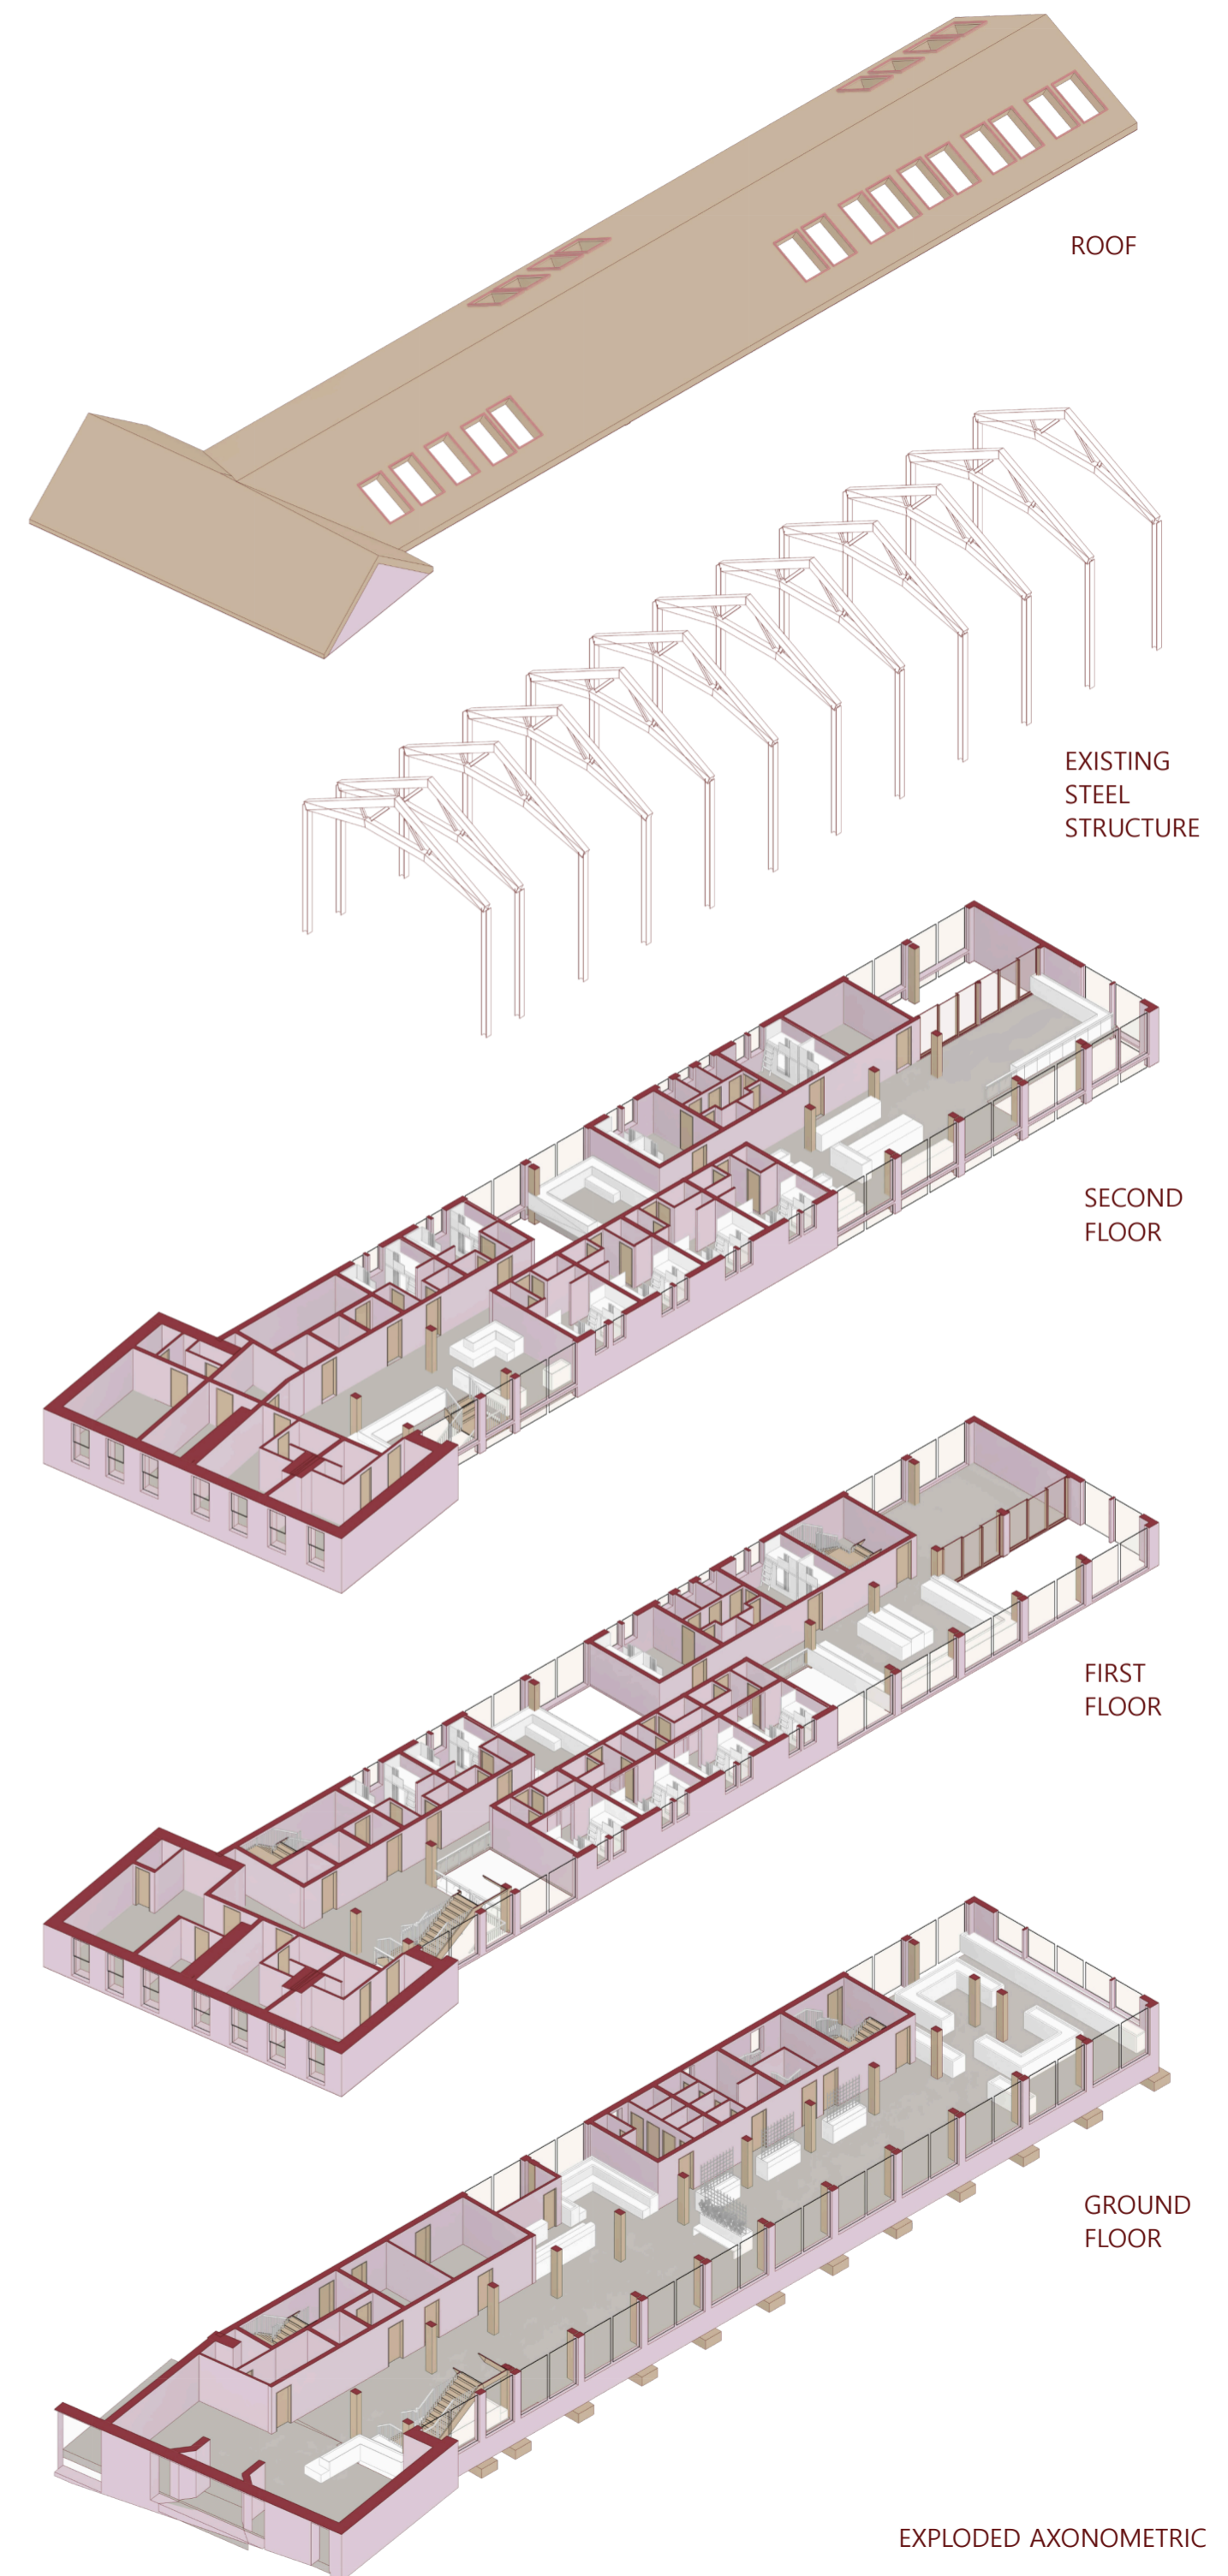 ROOF
EXISTING
STEEL
STRUCTURE
SECOND
FLOOR
FIRST
FLOOR
GROUND
FLOOR
EXPLODED AXONOMETRIC